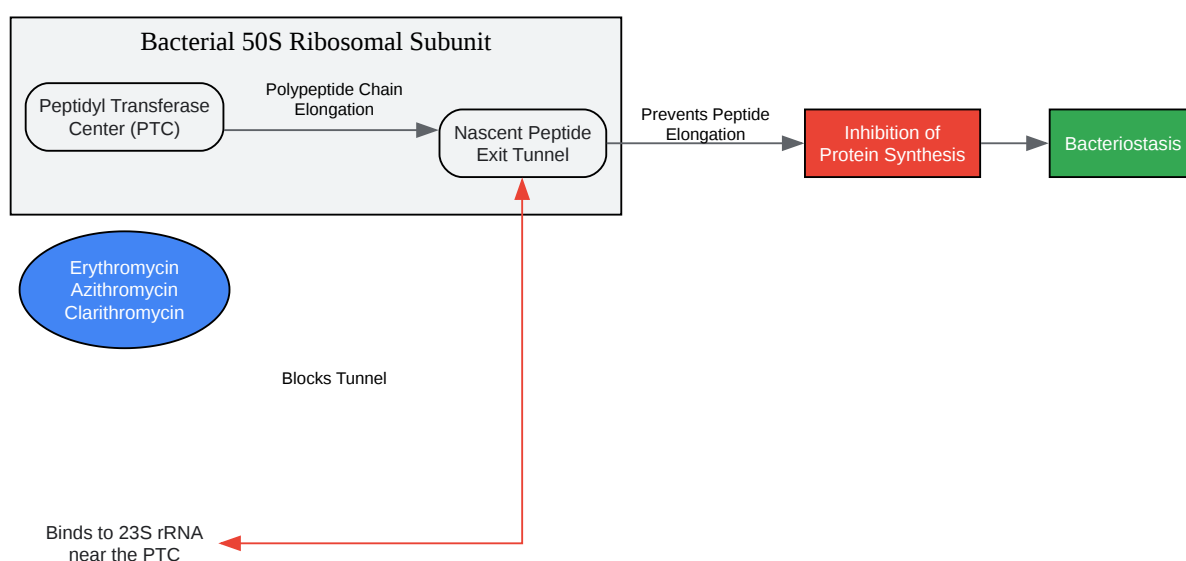 Bacterial 50S Ribosomal Subunit
Peptidyl Transferase
Center (PTC)
Polypeptide Chain
Elongation
Nascent Peptide
Exit Tunnel
Prevents Peptide
Elongation
Inhibition of
Protein Synthesis
Bacteriostasis
Erythromycin
Azithromycin
Clarithromycin
Blocks Tunnel
Binds to 23S rRNA
near the PTC